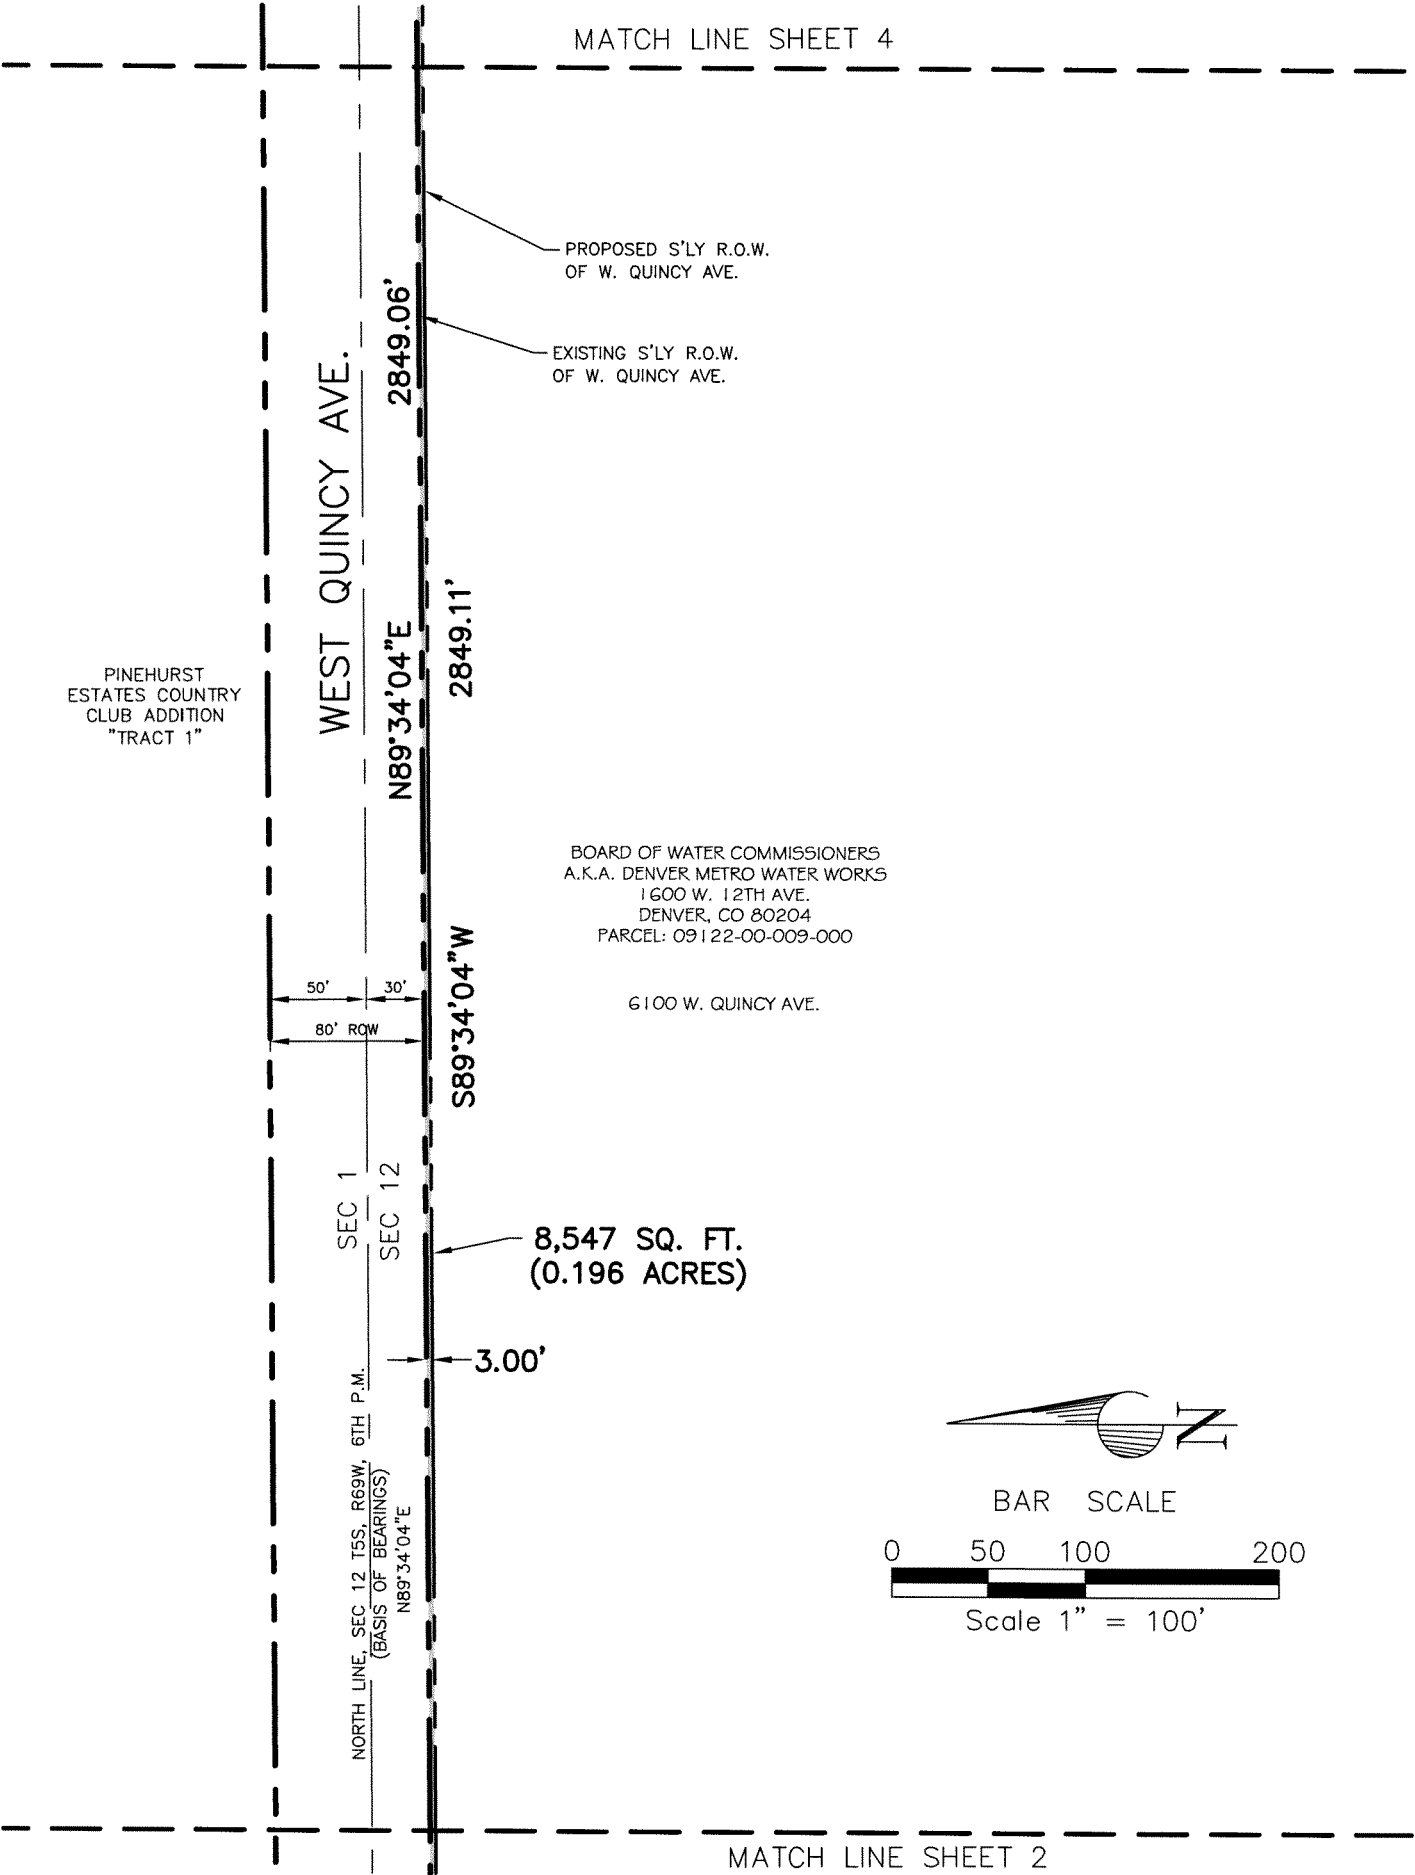 MATCH LINE SHEET 4
PROPOSED S'LY R.O.W.
OF W. QUINCY AVE.
2849.06'
EXISTING S'LY R.O.W.
OF W. QUINCY AVE.
WEST QUINCY AVE.
2849.11'
N89°34'04"E
PINEHURST
ESTATES COUNTRY
CLUB ADDITION
"TRACT 1"
BOARD OF WATER COMMISSIONERS
A.K.A. DENVER METRO WATER WORKS
1600 W. 12TH AVE.
DENVER, CO 80204
PARCEL: 09122-00-009-000
6100 W. QUINCY AVE.
S89°34'04"W
50'
30'
80' ROW
SEC 1
SEC 12
8,547 SQ. FT.
(0.196 ACRES)
3.00'
NORTH LINE, SEC 12 T5S, R69W, 6TH P.M.
(BASIS OF BEARINGS)
N89°34'04"E
N
BAR SCALE
0 50 100 200
Scale 1" = 100'
MATCH LINE SHEET 2